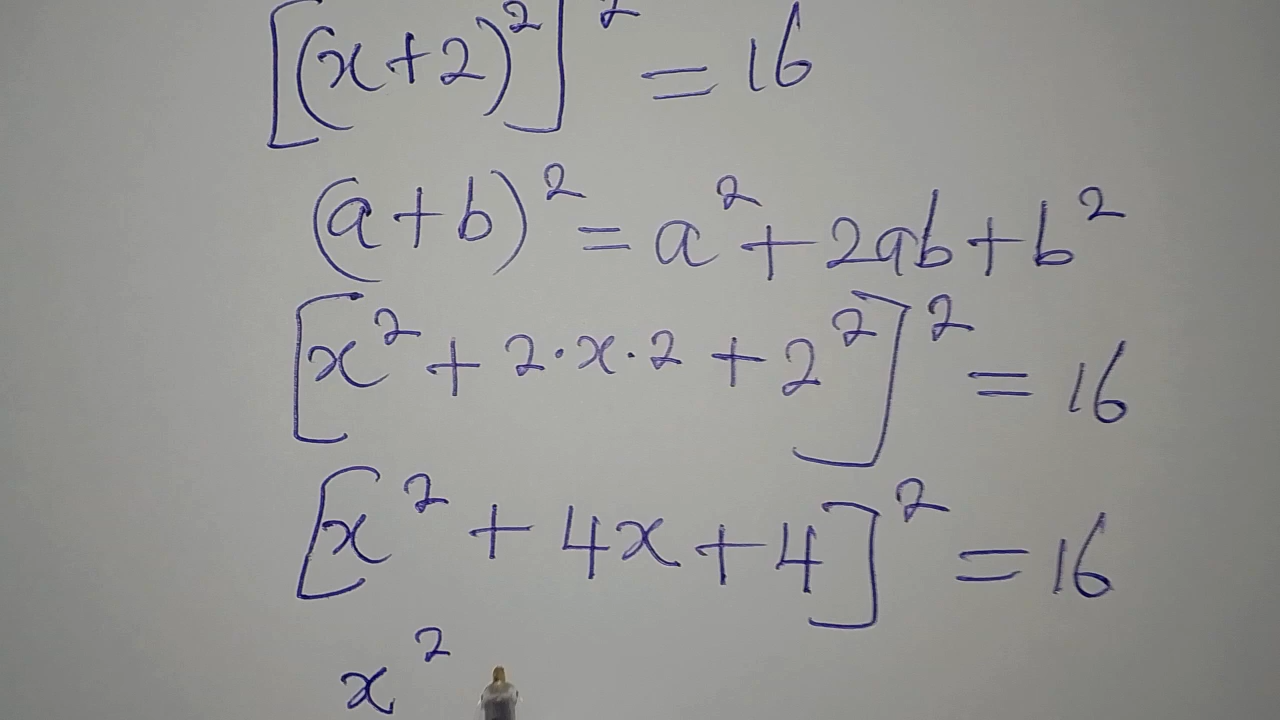 [(x+2)²]² = 16
(a+b)² = a² + 2ab + b²
[x² + 2·x·2 + 2²]² = 16
[x² + 4x + 4]² = 16
x²